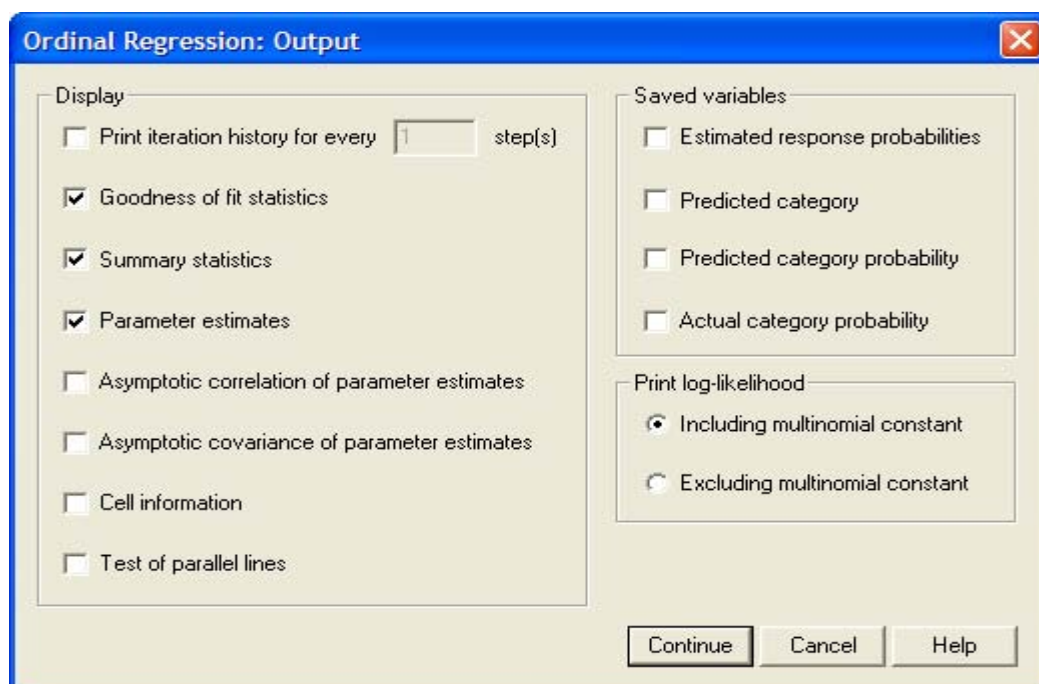 Ordinal Regression: Output
Display
Print iteration history for every 1 step(s)
Goodness of fit statistics
Summary statistics
Parameter estimates
Asymptotic correlation of parameter estimates
Asymptotic covariance of parameter estimates
Cell information
Test of parallel lines
Saved variables
Estimated response probabilities
Predicted category
Predicted category probability
Actual category probability
Print log-likelihood
Including multinomial constant
Excluding multinomial constant
Continue Cancel Help